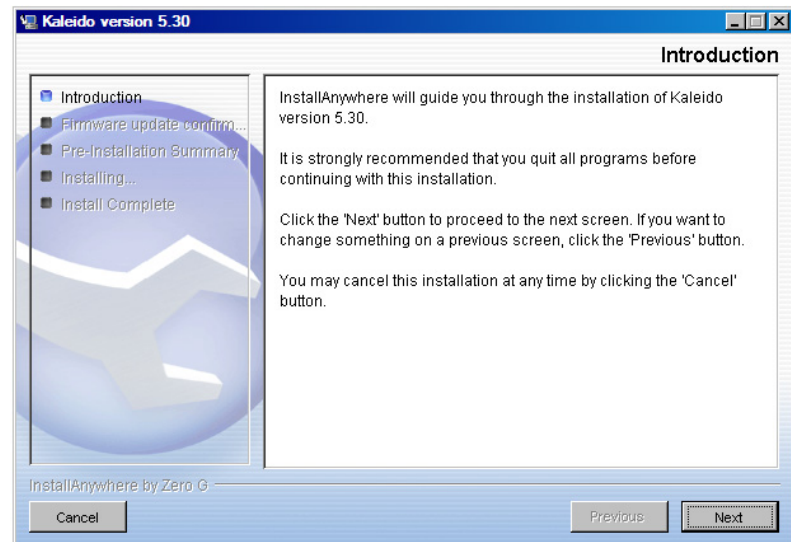 Kaleido version 5.30
Introduction
Introduction
Firmware update confirm...
Pre-Installation Summary
Installing...
Install Complete
InstallAnywhere will guide you through the installation of Kaleido
version 5.30.
It is strongly recommended that you quit all programs before
continuing with this installation.
Click the 'Next' button to proceed to the next screen. If you want to
change something on a previous screen, click the 'Previous' button.
You may cancel this installation at any time by clicking the 'Cancel'
button.
InstallAnywhere by Zero G
Cancel
Previous
Next